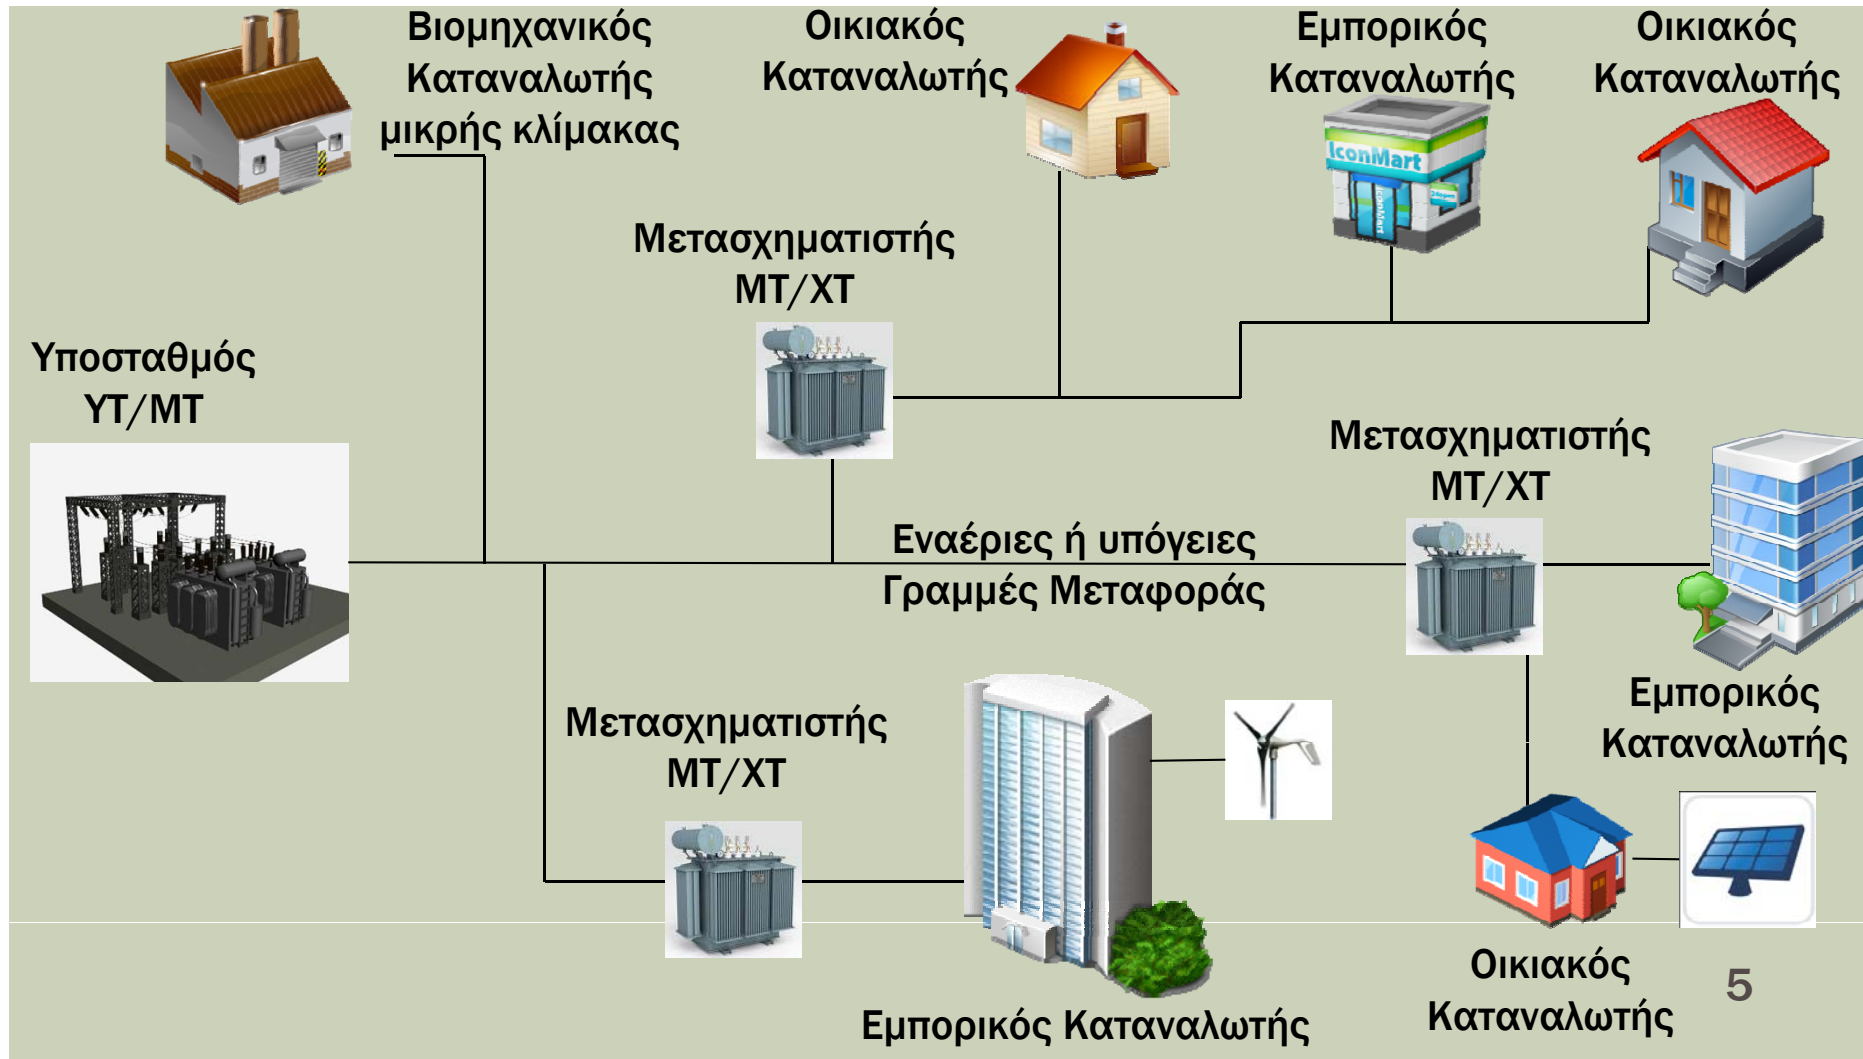 Βιομηχανικός
Καταναλωτής
μικρής κλίμακας
Οικιακός
Καταναλωτής
Εμπορικός
Καταναλωτής
Οικιακός
Καταναλωτής
IconMart
IconMart
Μετασχηματιστής
ΜΤ/ΧΤ
Υποσταθμός
ΥΤ/ΜΤ
Μετασχηματιστής
ΜΤ/ΧΤ
Εναέριες ή υπόγειες
Γραμμές Μεταφοράς
Μετασχηματιστής
ΜΤ/ΧΤ
Εμπορικός
Καταναλωτής
Εμπορικός Καταναλωτής
Οικιακός
Καταναλωτής
5